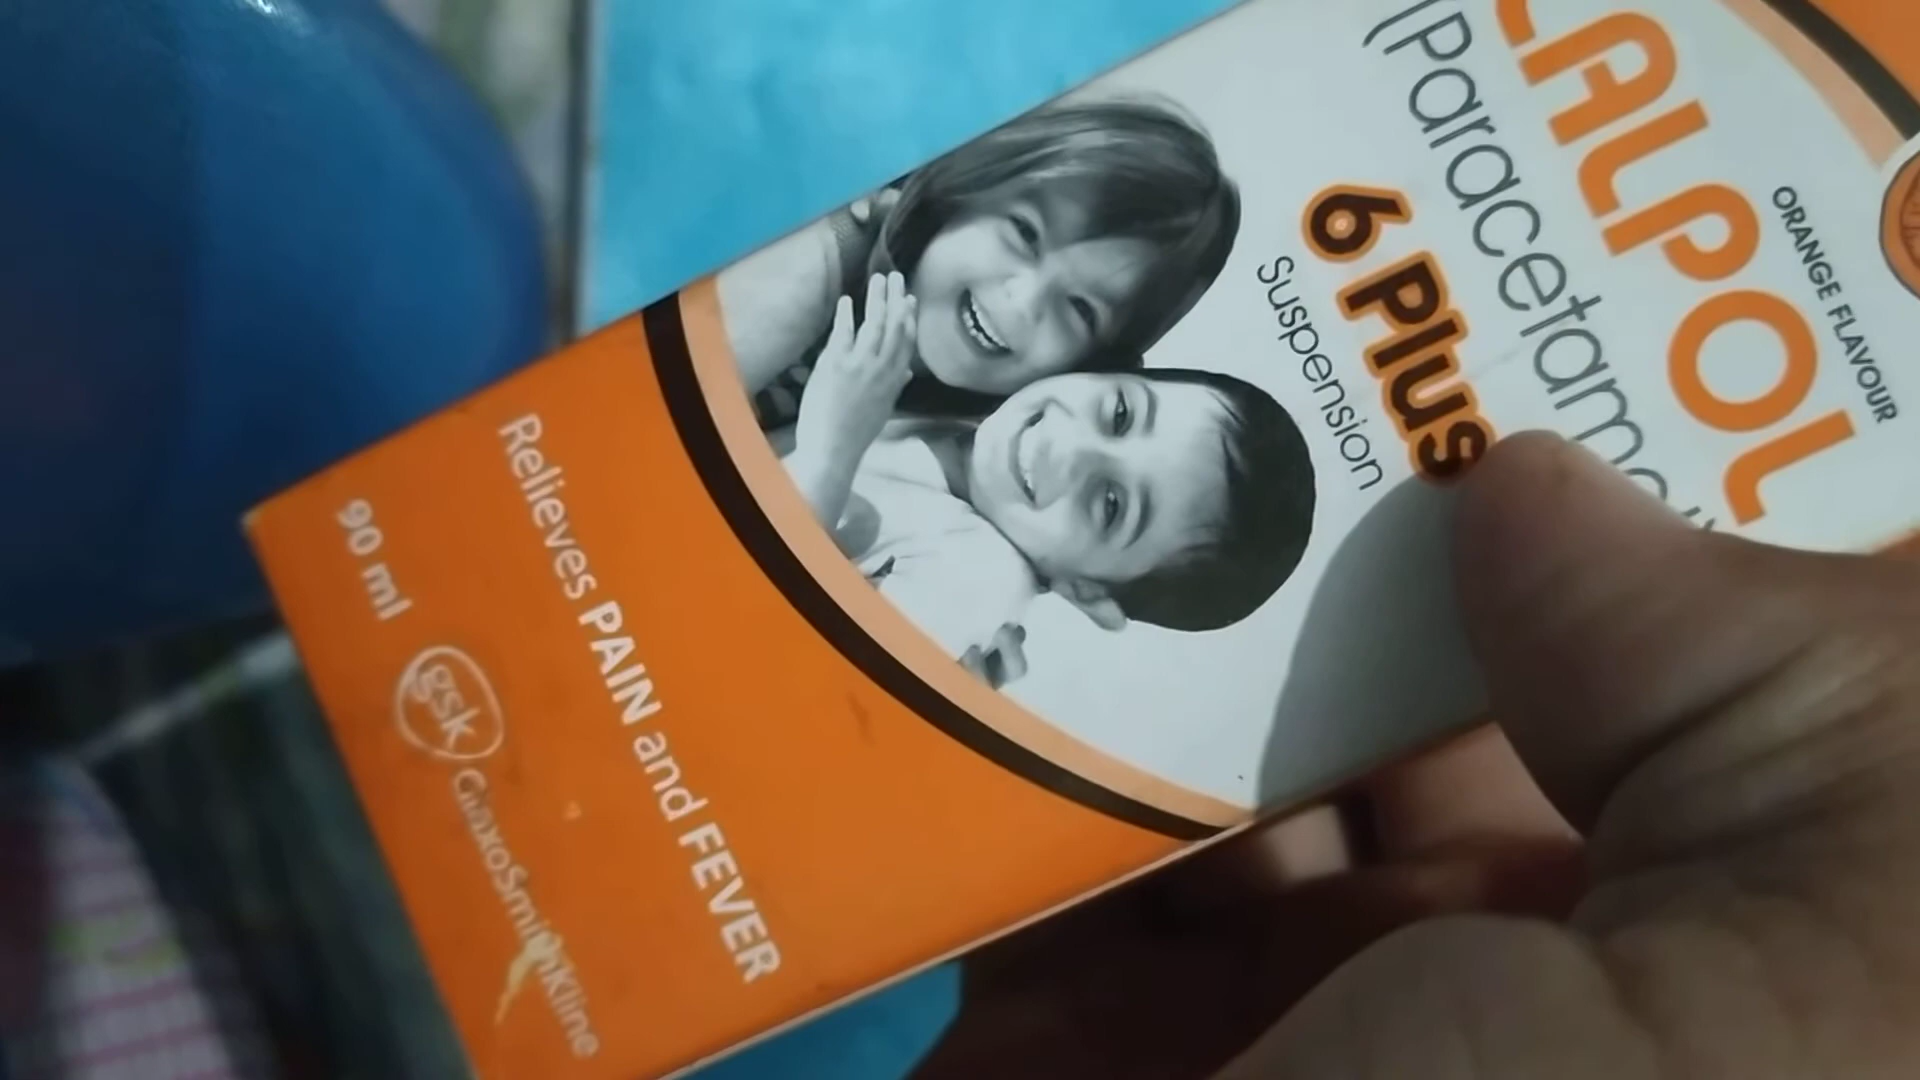 ORANGE FLAVOUR
CALPOL
(Paracetamol)
6 Plus
Suspension
Relieves PAIN and FEVER
90 ml
gsk GlaxoSmithKline